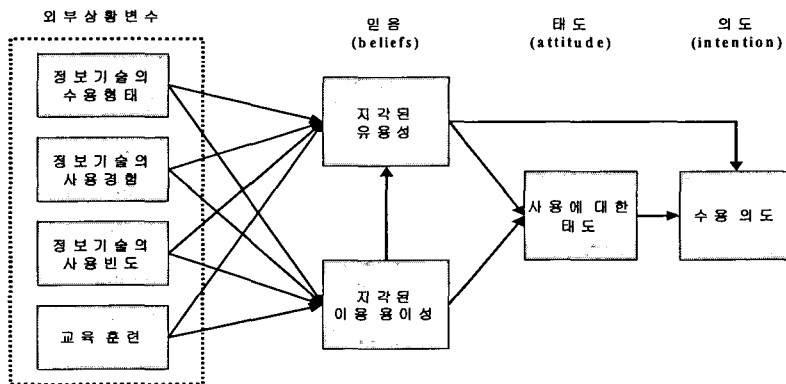 외부상황변수
믿음
(beliefs)
태도
(attitude)
의도
(intention)
정보기술의
수용형태
정보기술의
사용경험
정보기술의
사용빈도
교육 훈련
지각된
유용성
지각된
이용 용이성
사용에 대한
태도
수용 의도